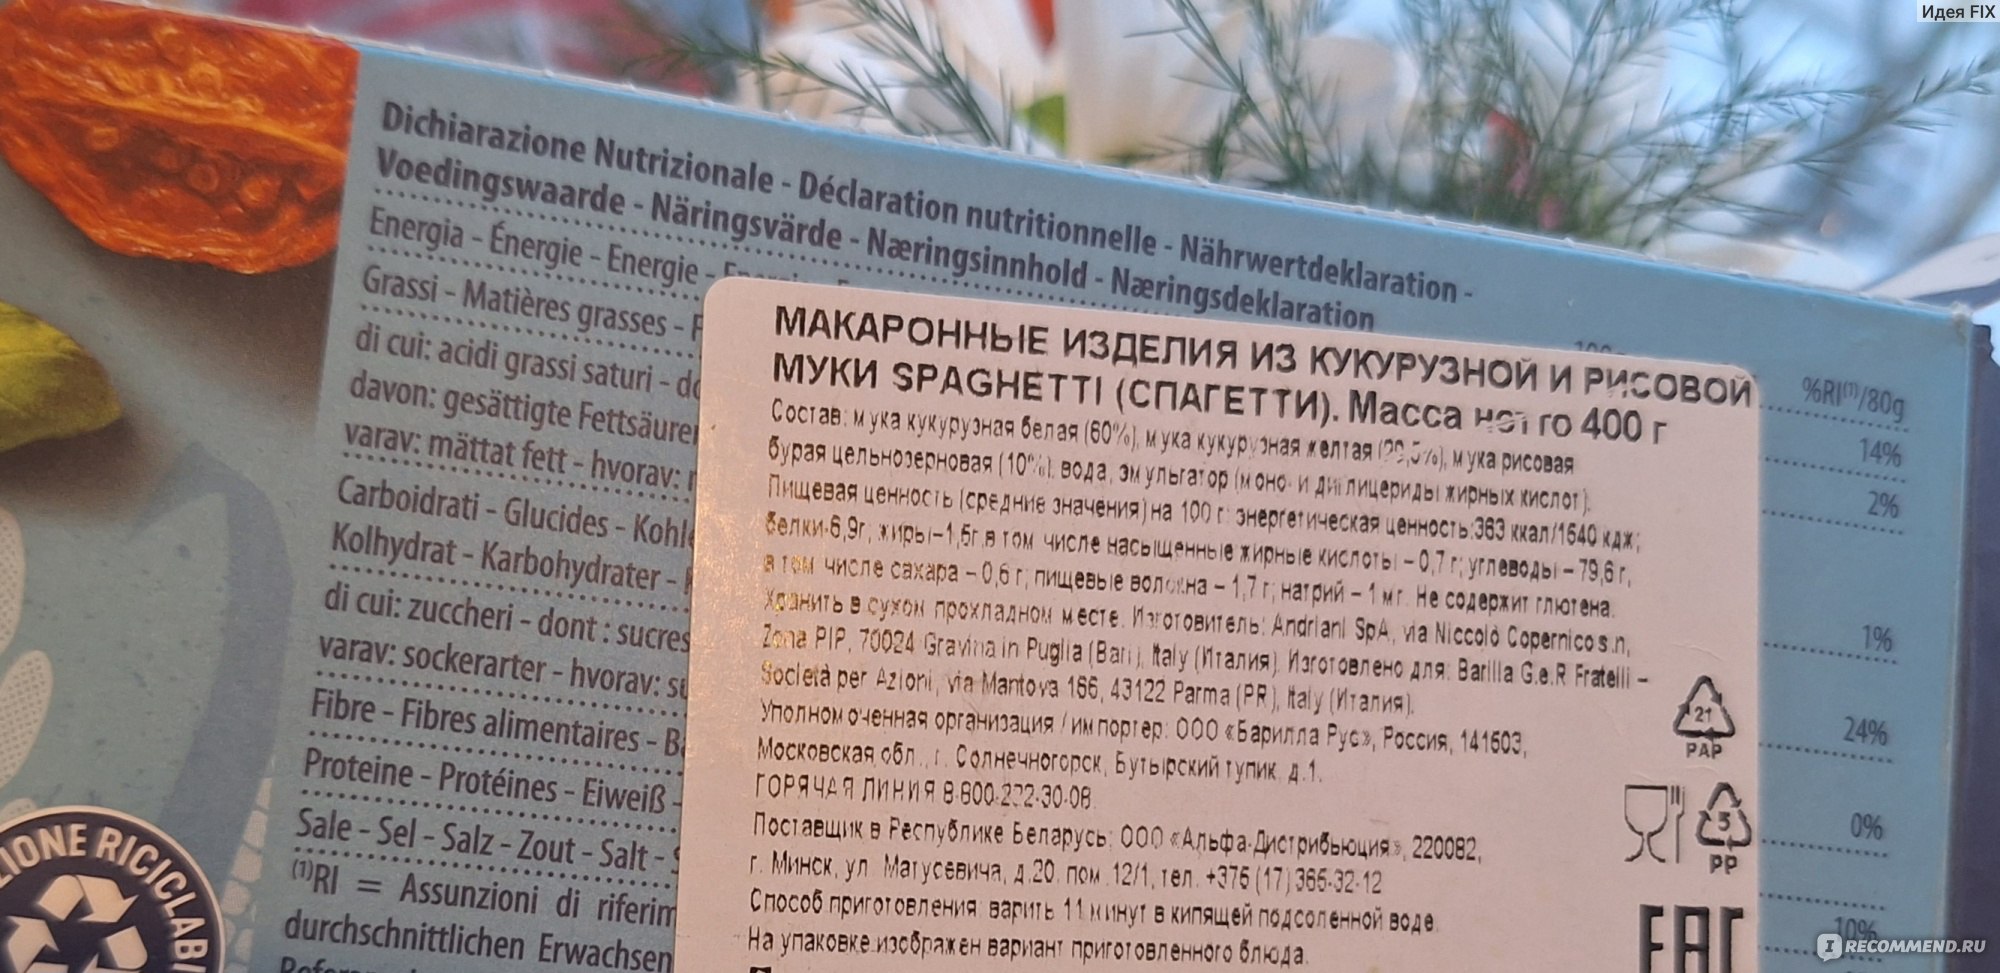 Идея FIX
Dichiarazione Nutrizionale - Déclaration nutritionnelle - Nährwertdeklaration -
Voedingswaarde - Näringsvärde - Næringsinnhold - Næringsdeklaration
Energia - Énergie - Energie -
Grassi - Matières grasses -
di cui: acidi grassi saturi -
davon: gesättigte Fettsäure
varav: mättat fett - hvorav:
Carboidrati - Glucides -
Kolhydrat - Karbohydrater -
di cui: zuccheri - dont : sucres
varav: sockerarter - hvorav:
Fibre - Fibres alimentaires -
Proteine - Protéines - Eiweiß -
Sale - Sel - Salz - Zout - Salt -
(1)RI = Assunzioni di
durchschnittlichen
%RI(1)/80g
14%
2%
1%
24%
0%
10%
МАКАРОННЫЕ ИЗДЕЛИЯ ИЗ КУКУРУЗНОЙ И РИСОВОЙ
МУКИ SPAGHETTI (СПАГЕТТИ). Масса нетто 400 г
Состав: мука кукурузная белая (60%), мука кукурузная желтая (29,5%), мука рисовая
бурая цельнозерновая (10%), вода, эмульгатор (моно- и диглицериды жирных кислот).
Пищевая ценность (средние значения) на 100 г: энергетическая ценность:363 ккал/1540 кдж;
белки-6,9г; жиры–1,5г,в том числе насыщенные жирные кислоты – 0,7 г; углеводы – 79,6 г,
в том числе сахара – 0,6 г; пищевые волокна – 1,7 г; натрий – 1 мг. Не содержит глютена.
Хранить в сухом прохладном месте. Изготовитель: Andriani SpA, via Niccolò Copernico s.n,
Zona PIP, 70024 Gravina in Puglia (Bari), Italy (Италия). Изготовлено для: Barilla G.e.R Fratelli –
Società per Azioni, via Mantova 166, 43122 Parma (PR), Italy (Италия).
Уполномоченная организация / импортер: ООО «Барилла Рус», Россия, 141503,
Московская обл., г. Солнечногорск, Бутырский тупик, д.1.
ГОРЯЧАЯ ЛИНИЯ 8-800-222-30-08.
Поставщик в Республике Беларусь: ООО «Альфа-Дистрибьюция», 220082,
г. Минск, ул. Матусевича, д.20, пом.12/1, тел. +375 (17) 366-32-12
Способ приготовления: варить 11 минут в кипящей подсоленной воде.
На упаковке изображен вариант приготовленного блюда.
21
PAP
5
PP
EAC
RECOMMEND.RU